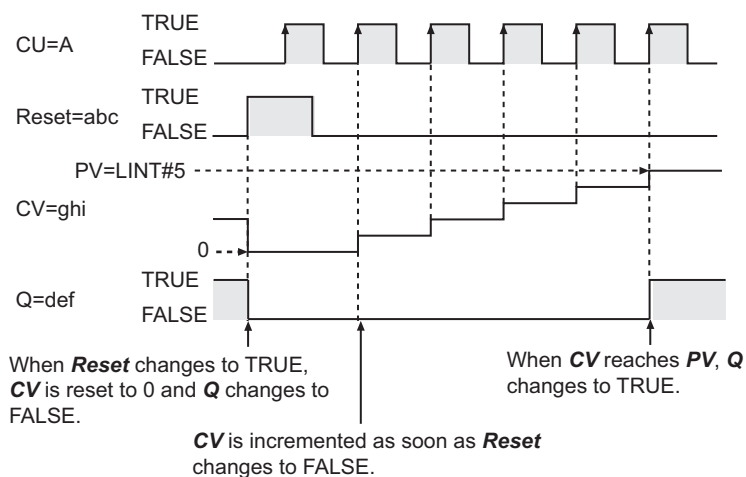 TRUE
CU=A
FALSE
TRUE
Reset=abc
FALSE
PV=LINT#5
CV=ghi
0
TRUE
Q=def
FALSE
When Reset changes to TRUE,
CV is reset to 0 and Q changes to
FALSE.
When CV reaches PV, Q
changes to TRUE.
CV is incremented as soon as Reset
changes to FALSE.